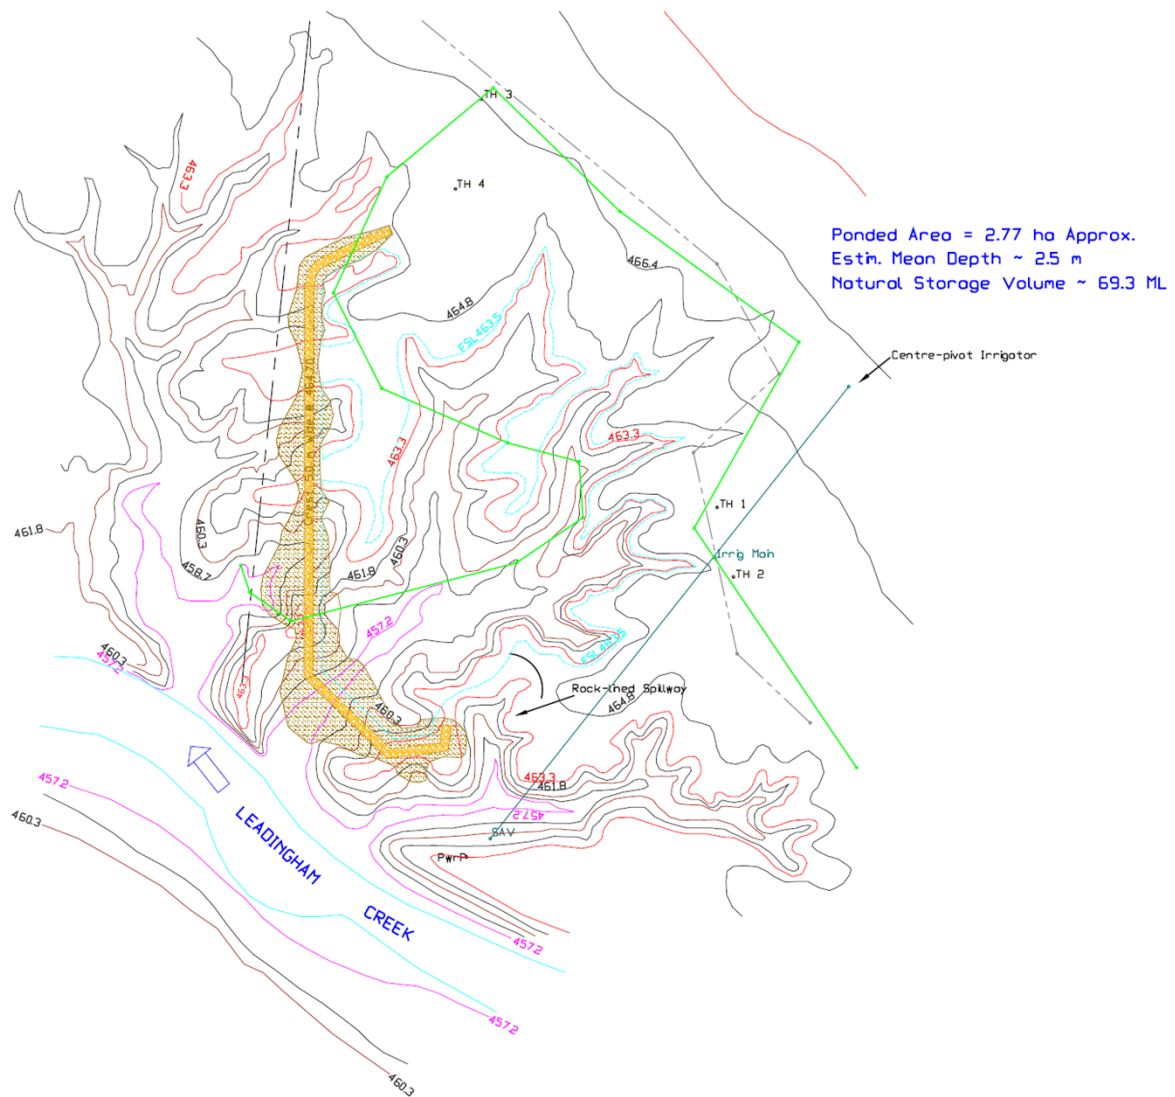 TH 3
463.3
TH 4
Ponded Area = 2.77 ha Approx.
Estm. Mean Depth ~ 2.5 m
Natural Storage Volume ~ 69.3 ML
466.4
464.8
FSL463.5
Centre-pivot Irrigator
463.3
463.3
TH 1
460.3
461.8
460.3
Irrig Main
458.7
461.8
TH 2
457.2
460.3
457.2
FSL463.5
463.3
Rock-lined Spillway
464.8
460.3
463.3
461.8
457.2
457.2
SAV
460.3
LEADINGHAM
CREEK
PwrP
457.2
457.2
460.3